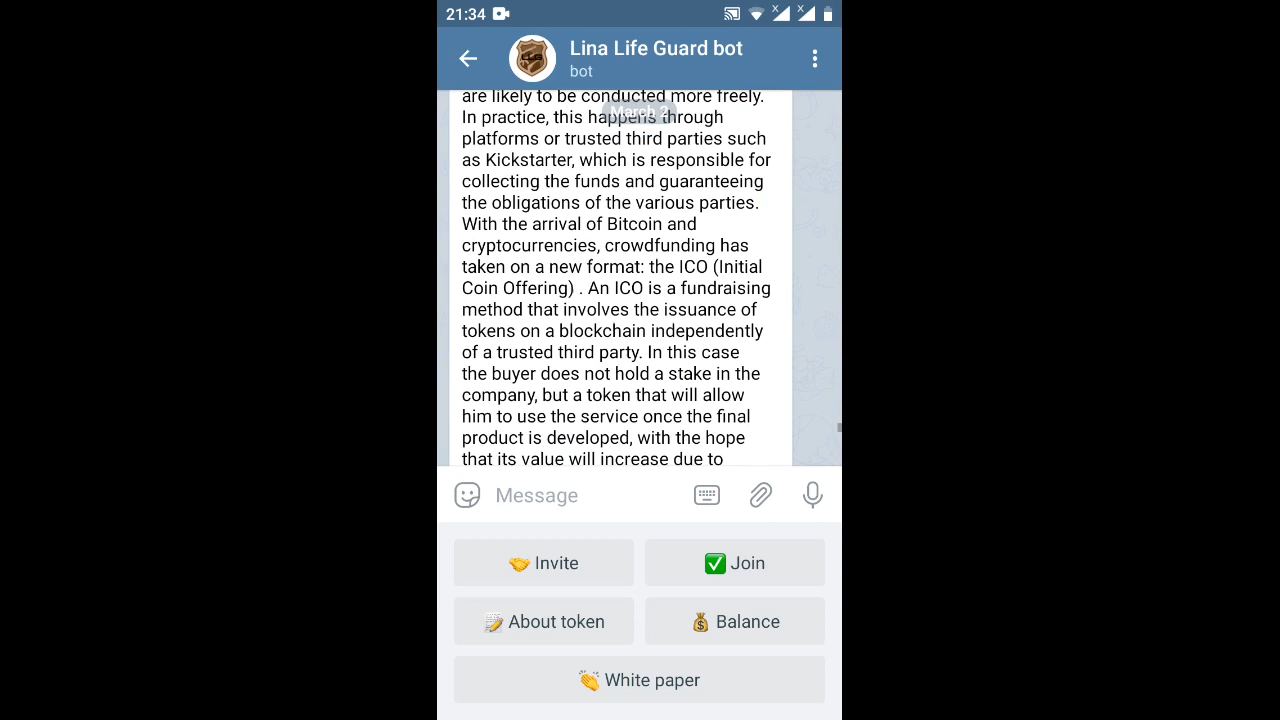 21:34
Lina Life Guard bot
bot
are likely to be conducted more freely.
March 2
In practice, this happens through
platforms or trusted third parties such
as Kickstarter, which is responsible for
collecting the funds and guaranteeing
the obligations of the various parties.
With the arrival of Bitcoin and
cryptocurrencies, crowdfunding has
taken on a new format: the ICO (Initial
Coin Offering) . An ICO is a fundraising
method that involves the issuance of
tokens on a blockchain independently
of a trusted third party. In this case
the buyer does not hold a stake in the
company, but a token that will allow
him to use the service once the final
product is developed, with the hope
that its value will increase due to
Message
Invite
Join
About token
Balance
White paper